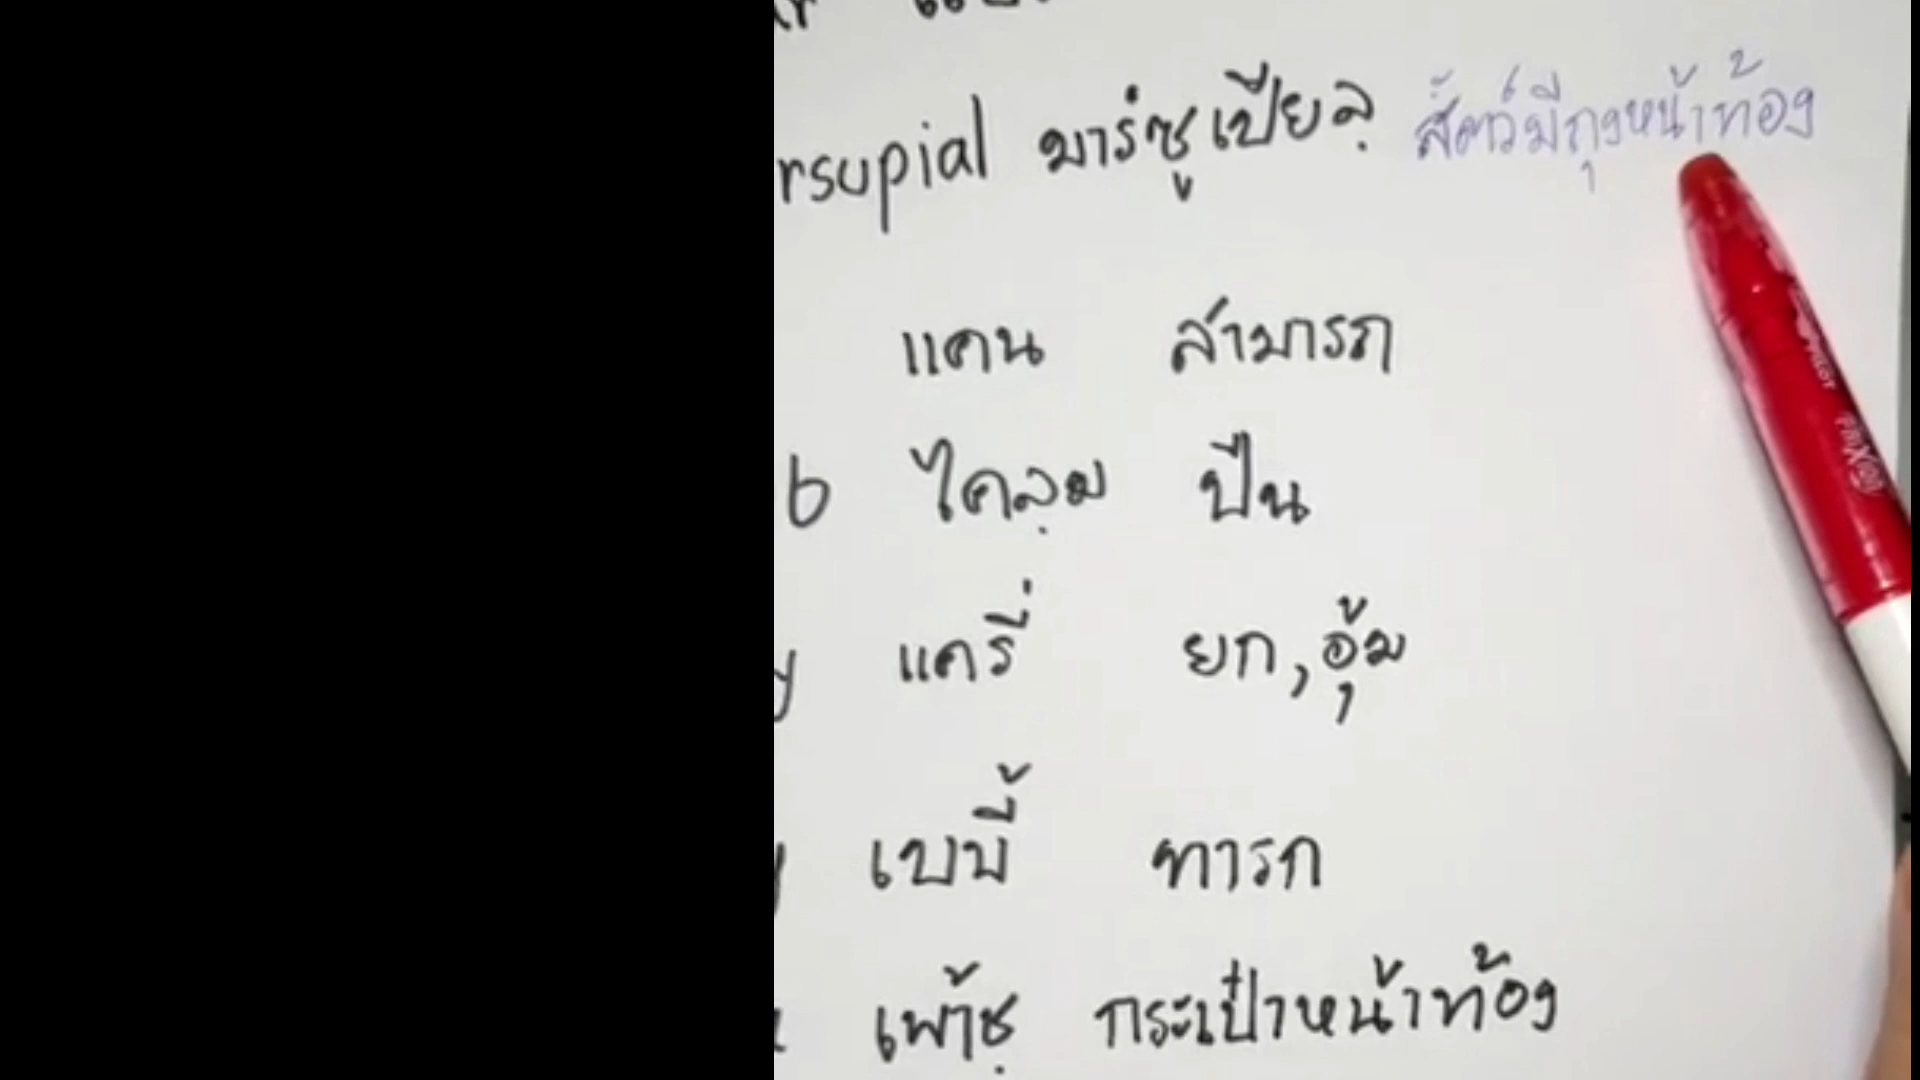 rsupial มาร์ซูเปียลฺ สัตว์มีถุงหน้าท้อง
แคน สามารถ
b ไคลฺม ปีน
y แครี่ ยก,อุ้ม
เบบี้ ทารก
เพ้าชฺ กระเป๋าหน้าท้อง
PILOT
FRIXION